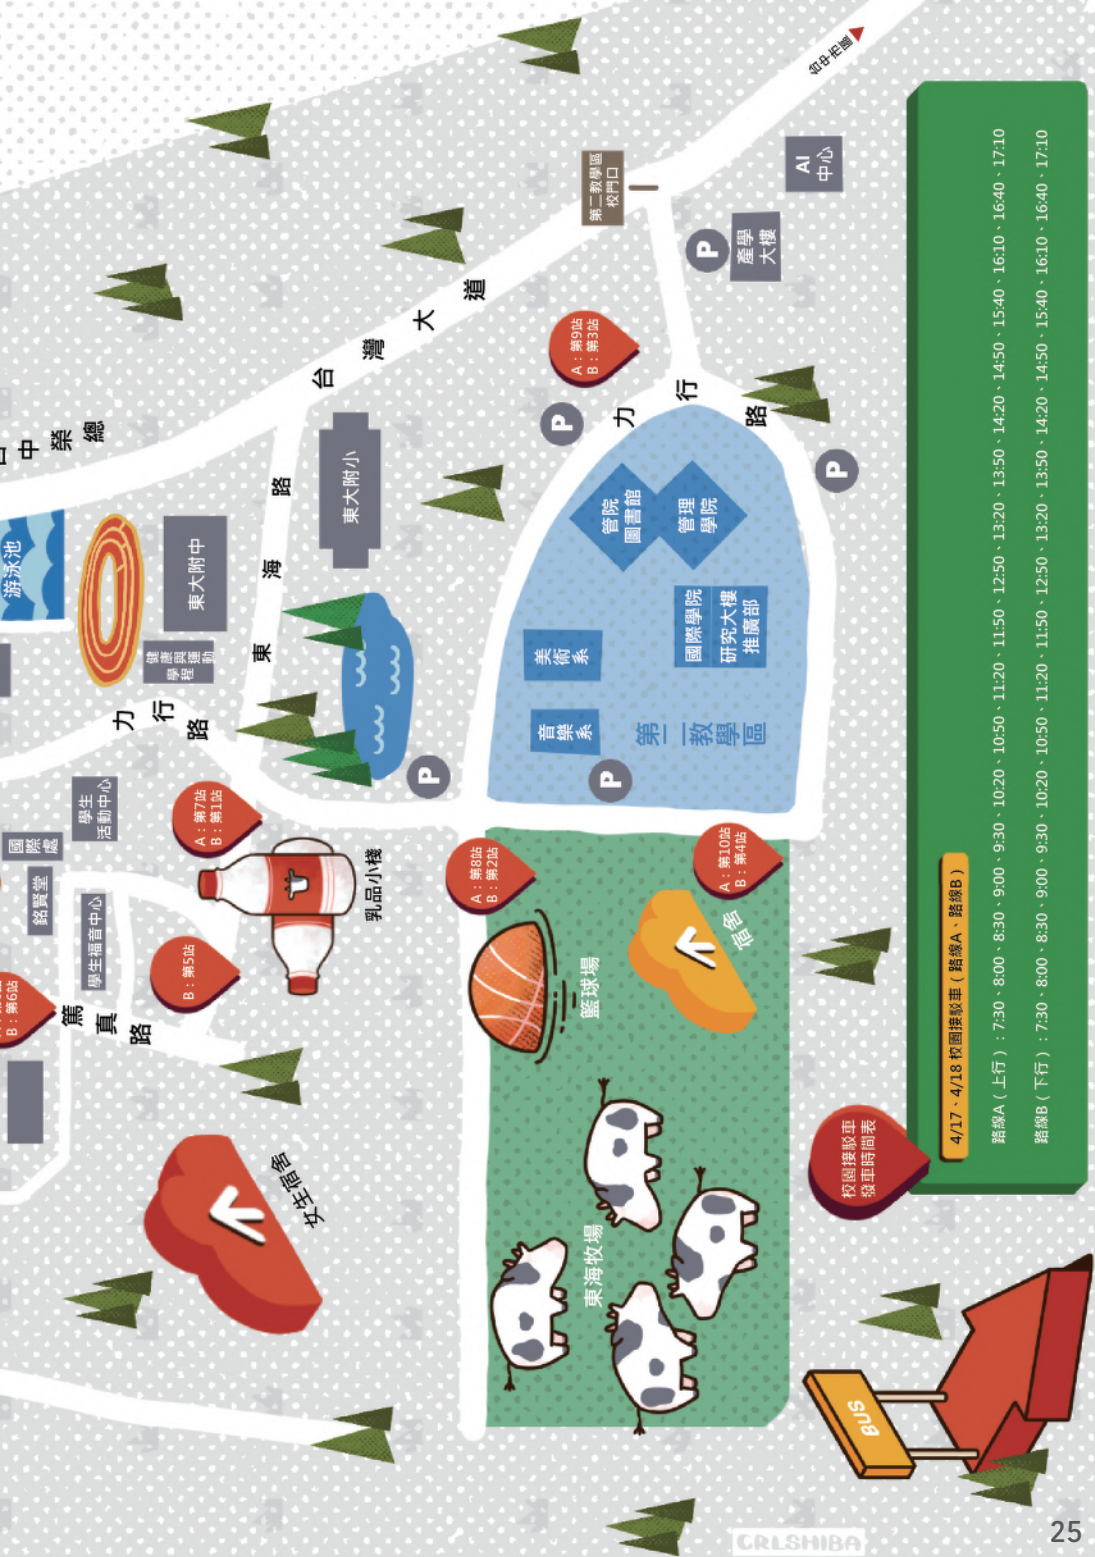 台中市區
第二教學區
校門口
AI
中心
P
產學
大樓
台灣大道
中榮總
A：第9站
B：第3站
力行路
P
P
東大附小
東海路
游泳池
東大附中
健康與運動
學程
力行路
管院
圖書館
管理
學院
國際學院
研究大樓
推廣部
美術系
音樂系
第二教學區
P
P
學生
活動中心
國際處
銘賢堂
學生福音中心
A：第7站
B：第1站
乳品小棧
B：第5站
B：第6站
篤真路
A：第8站
B：第2站
A：第10站
B：第4站
宿舍
籃球場
東海牧場
女生宿舍
校園接駁車
發車時間表
4/17、4/18 校園接駁車（路線A、路線B）
路線A（上行）：7:30、8:00、8:30、9:00、9:30、10:20、10:50、11:20、11:50、12:50、13:20、13:50、14:20、14:50、15:40、16:10、16:40、17:10
路線B（下行）：7:30、8:00、8:30、9:00、9:30、10:20、10:50、11:20、11:50、12:50、13:20、13:50、14:20、14:50、15:40、16:10、16:40、17:10
BUS
CRLSHIBA
25